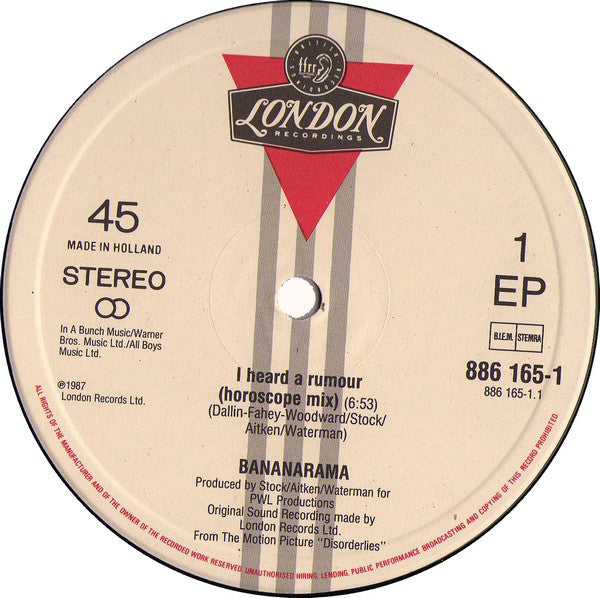 BRITISH RECORDINGS
ffrr
LONDON
RECORDINGS
45
MADE IN HOLLAND
STEREO
In A Bunch Music/Warner
Bros. Music Ltd./All Boys
Music Ltd.
℗1987
London Records Ltd.
1
EP
B.I.E.M. STEMRA
886 165-1
886 165-1.1
I heard a rumour
(horoscope mix) (6:53)
(Dallin-Fahey-Woodward/Stock/
Aitken/Waterman)
BANANARAMA
Produced by Stock/Aitken/Waterman for
PWL Productions
Original Sound Recording made by
London Records Ltd.
From The Motion Picture "Disorderlies"
ALL RIGHTS OF THE MANUFACTURER AND OF THE OWNER OF THE RECORDED WORK RESERVED. UNAUTHORISED HIRING, LENDING, PUBLIC PERFORMANCE BROADCASTING AND COPYING OF THIS RECORD PROHIBITED.